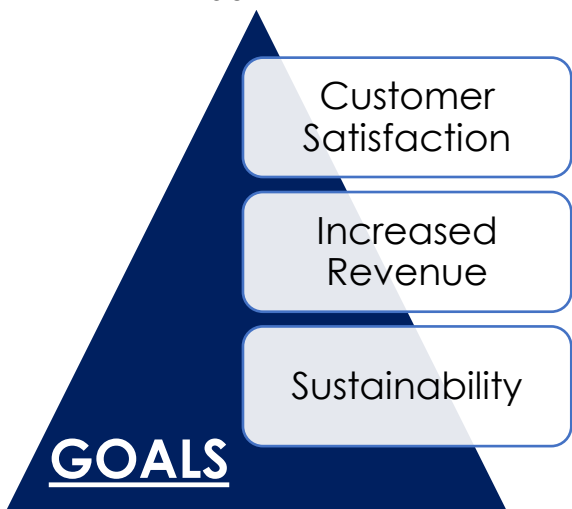 Customer
Satisfaction
Increased
Revenue
Sustainability
GOALS